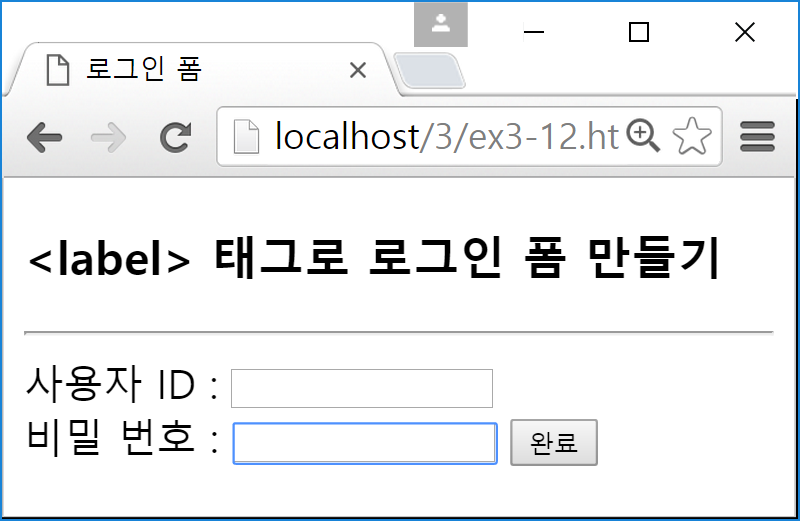 로그인 폼
localhost/3/ex3-12.ht
<label> 태그로 로그인 폼 만들기
사용자 ID :
비밀 번호 : 완료